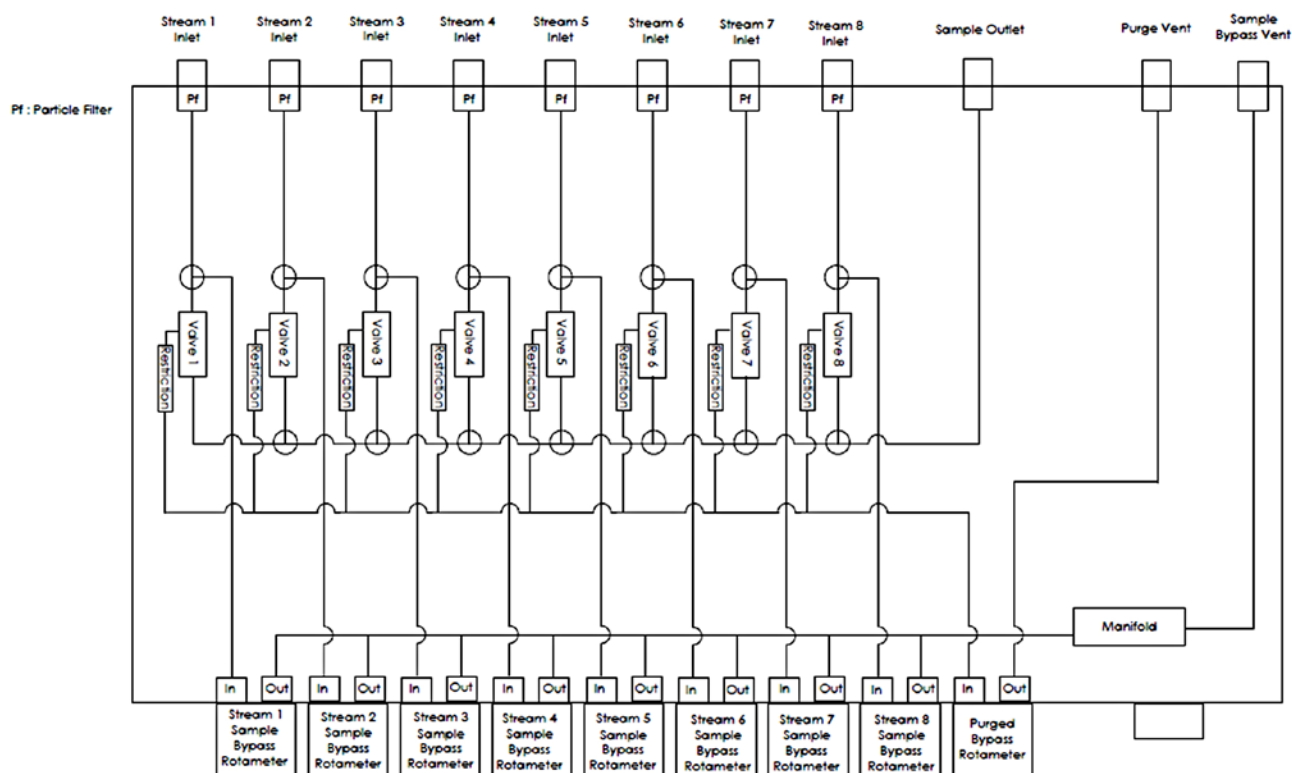 Stream 1
Inlet
Stream 2
Inlet
Stream 3
Inlet
Stream 4
Inlet
Stream 5
Inlet
Stream 6
Inlet
Stream 7
Inlet
Stream 8
Inlet
Sample Outlet
Purge Vent
Sample
Bypass Vent
Pf : Particle Filter
Pf
Pf
Pf
Pf
Pf
Pf
Pf
Pf
Valve 1
Valve 2
Valve 3
Valve 4
Valve 5
Valve 6
Valve 7
Valve 8
Restriction
Restriction
Restriction
Restriction
Restriction
Restriction
Restriction
Restriction
Manifold
In
Out
In
Out
In
Out
In
Out
In
Out
In
Out
In
Out
In
Out
In
Out
Stream 1
Sample
Bypass
Rotameter
Stream 2
Sample
Bypass
Rotameter
Stream 3
Sample
Bypass
Rotameter
Stream 4
Sample
Bypass
Rotameter
Stream 5
Sample
Bypass
Rotameter
Stream 6
Sample
Bypass
Rotameter
Stream 7
Sample
Bypass
Rotameter
Stream 8
Sample
Bypass
Rotameter
Purged
Bypass
Rotameter